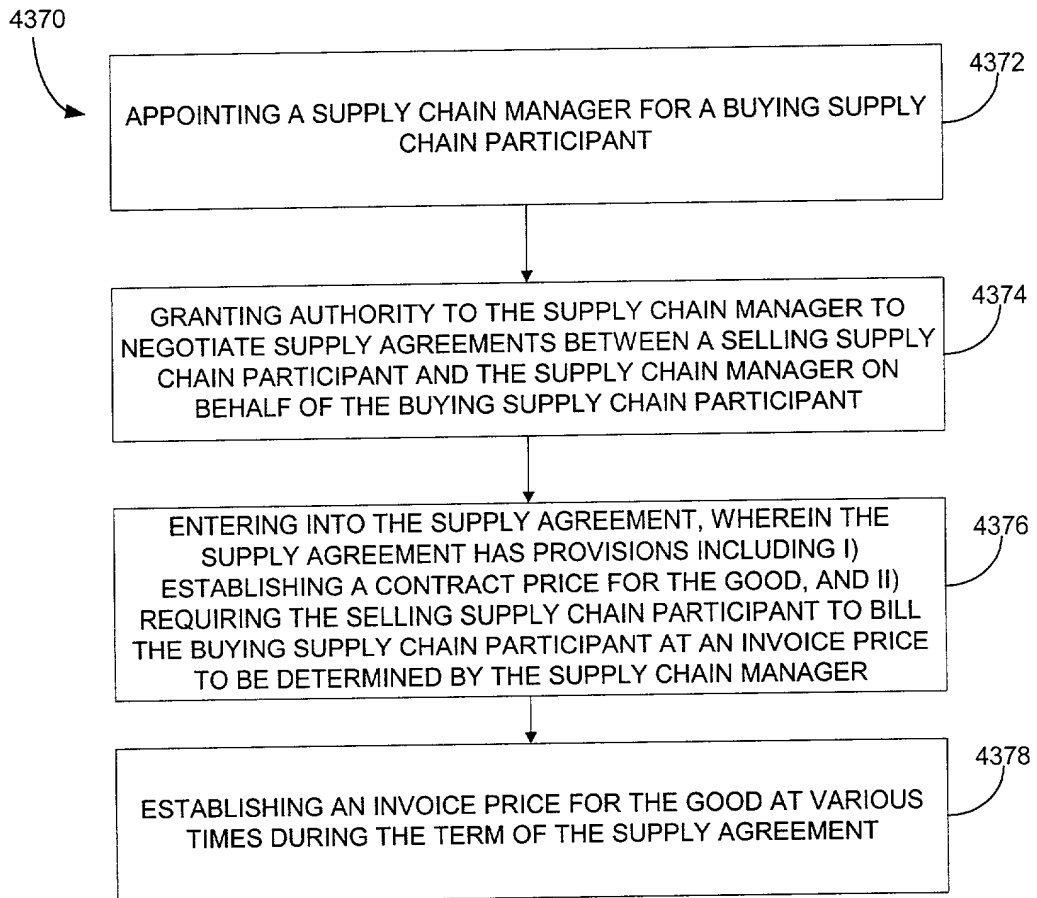 4370
4372
APPOINTING A SUPPLY CHAIN MANAGER FOR A BUYING SUPPLY
CHAIN PARTICIPANT
4374
GRANTING AUTHORITY TO THE SUPPLY CHAIN MANAGER TO
NEGOTIATE SUPPLY AGREEMENTS BETWEEN A SELLING SUPPLY
CHAIN PARTICIPANT AND THE SUPPLY CHAIN MANAGER ON
BEHALF OF THE BUYING SUPPLY CHAIN PARTICIPANT
4376
ENTERING INTO THE SUPPLY AGREEMENT, WHEREIN THE
SUPPLY AGREEMENT HAS PROVISIONS INCLUDING I)
ESTABLISHING A CONTRACT PRICE FOR THE GOOD, AND II)
REQUIRING THE SELLING SUPPLY CHAIN PARTICIPANT TO BILL
THE BUYING SUPPLY CHAIN PARTICIPANT AT AN INVOICE PRICE
TO BE DETERMINED BY THE SUPPLY CHAIN MANAGER
4378
ESTABLISHING AN INVOICE PRICE FOR THE GOOD AT VARIOUS
TIMES DURING THE TERM OF THE SUPPLY AGREEMENT